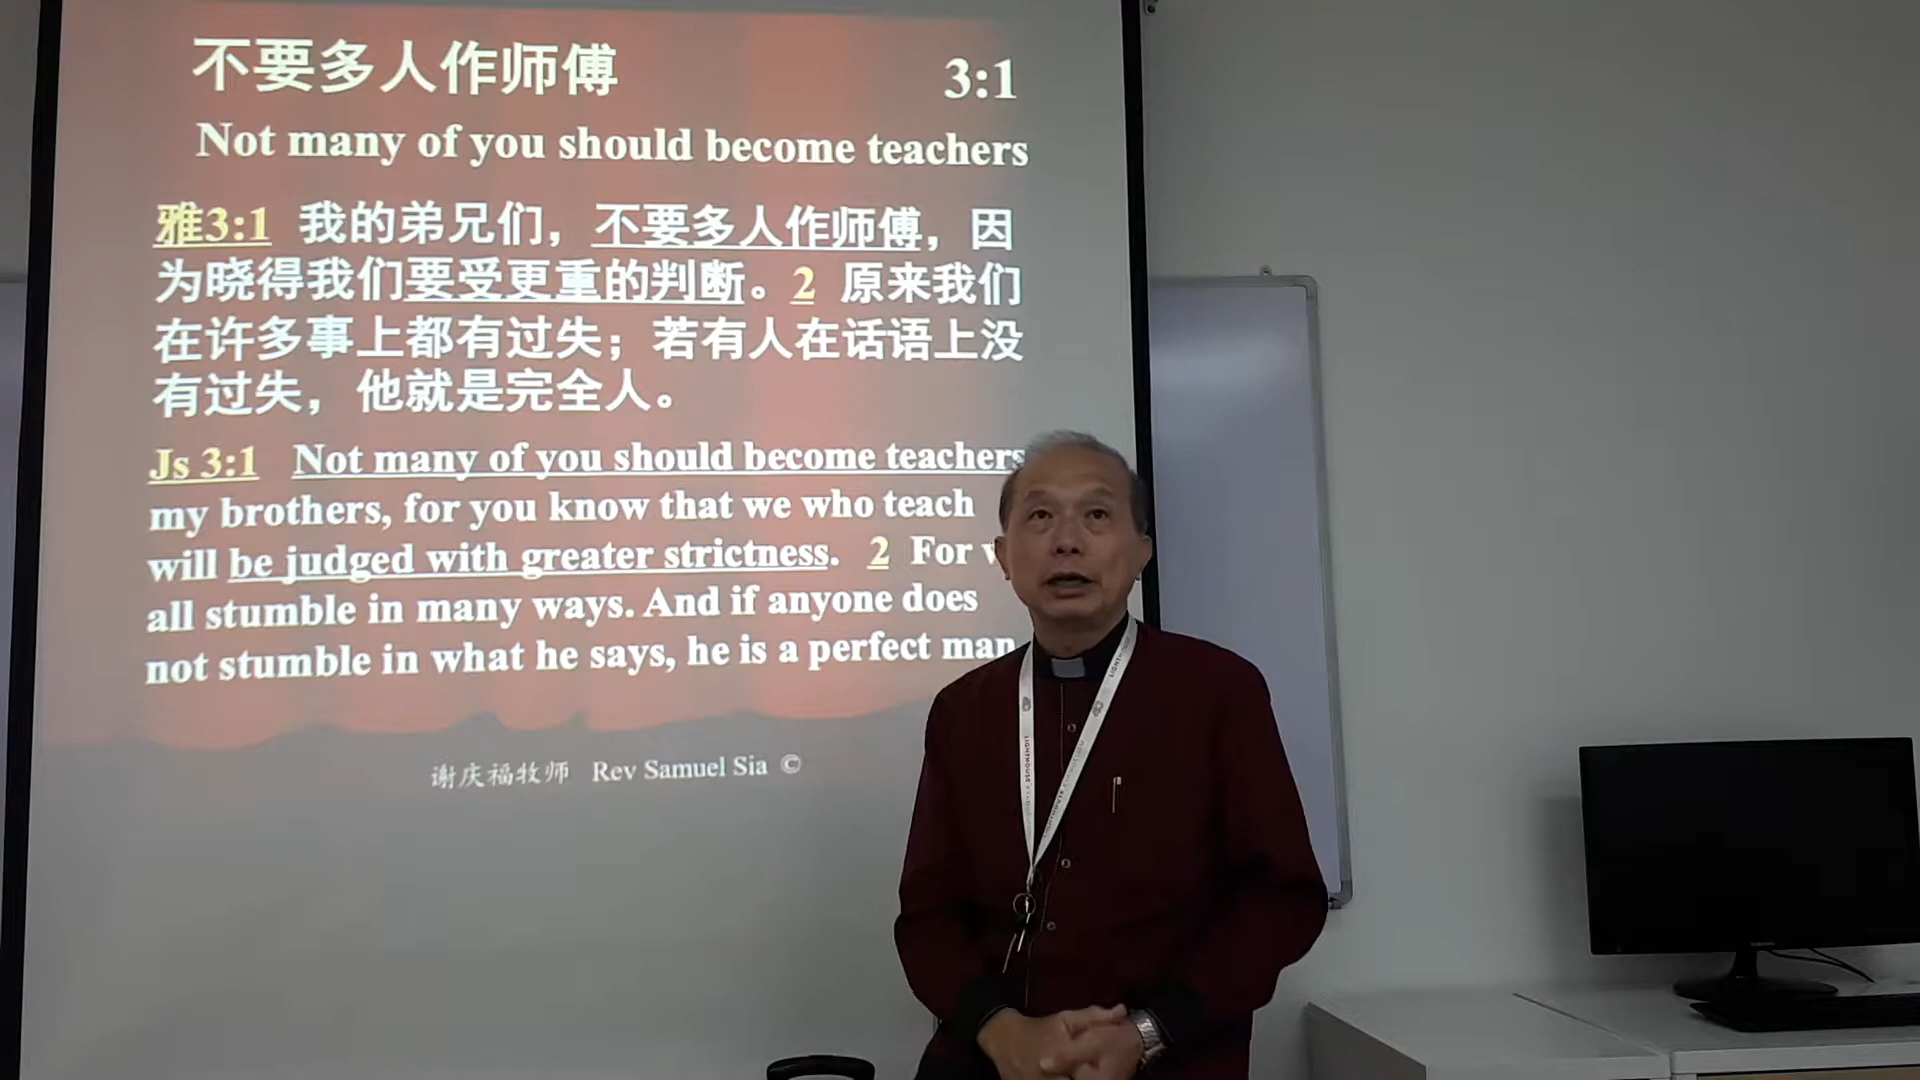 不要多人作师傅 3:1
Not many of you should become teachers
雅3:1 我的弟兄们，不要多人作师傅，因
为晓得我们要受更重的判断。2 原来我们
在许多事上都有过失；若有人在话语上没
有过失，他就是完全人。
Js 3:1 Not many of you should become teachers
my brothers, for you know that we who teach
will be judged with greater strictness. 2 For
all stumble in many ways. And if anyone does
not stumble in what he says, he is a perfect man
谢庆福牧师 Rev Samuel Sia ©
LIGHTHOUSE
SAMSUNG